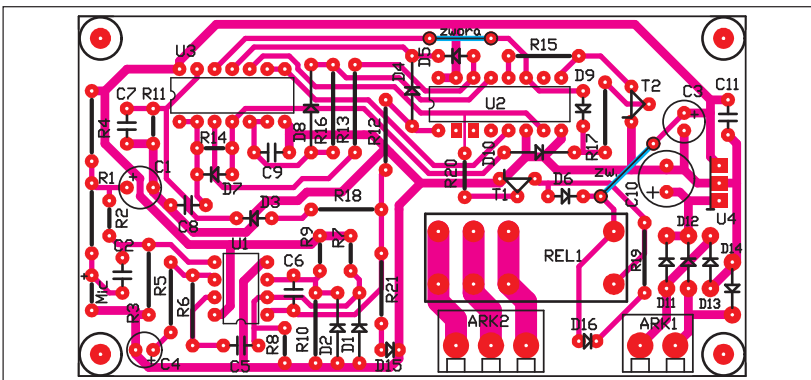 zwora
U3
D5
R15
D4
D9
T2
C7
R11
C3
C11
U2
R4
D8
R16
R13
R12
R14
R17
C9
R20
D10
zw.
R1
C1
D7
T1
D6
C10
R2
C8
D3
R18
U4
U1
R9
R7
REL1
D12
D14
C2
C6
R19
Mic
R5
R6
R21
D11
D13
R3
ARK2
ARK1
C4
C5
R8
R10
D2
D1
D15
D16